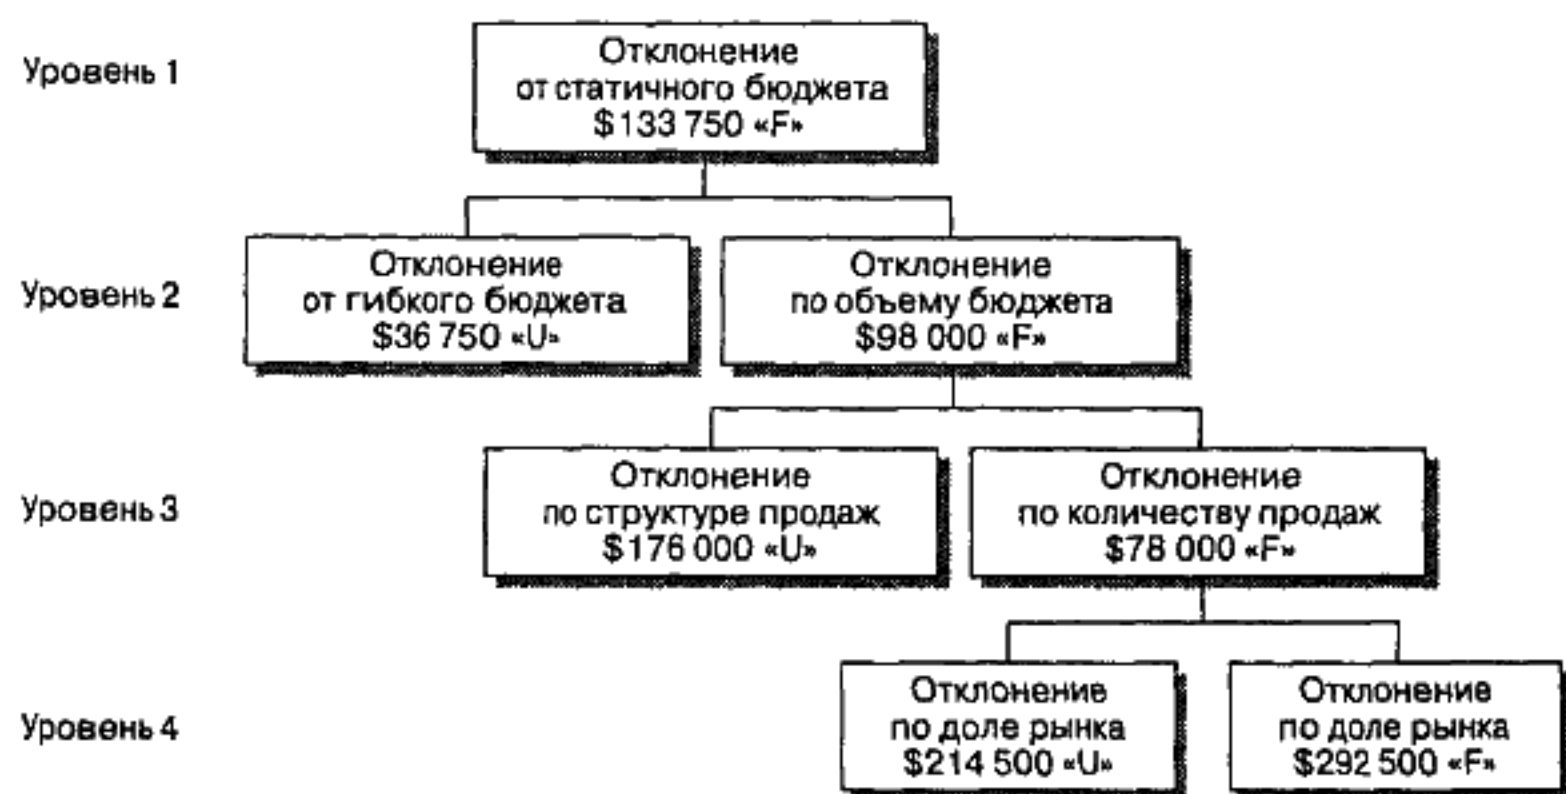 Уровень 1
Отклонение
от статичного бюджета
$133 750 «F»
Уровень 2
Отклонение
от гибкого бюджета
$36 750 «U»
Отклонение
по объему бюджета
$98 000 «F»
Уровень 3
Отклонение
по структуре продаж
$176 000 «U»
Отклонение
по количеству продаж
$78 000 «F»
Уровень 4
Отклонение
по доле рынка
$214 500 «U»
Отклонение
по доле рынка
$292 500 «F»